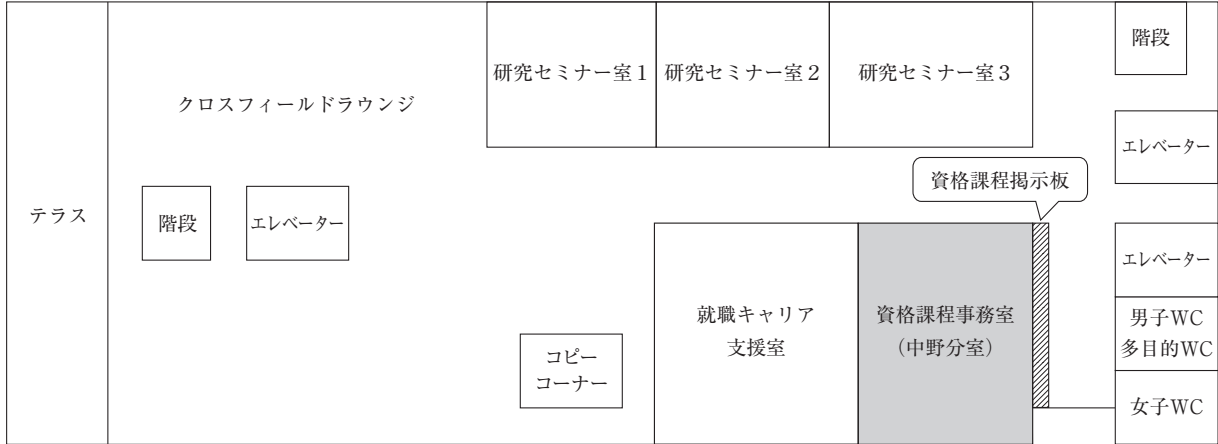 階段
研究セミナー室1
研究セミナー室2
研究セミナー室3
クロスフィールドラウンジ
エレベーター
資格課程掲示板
テラス
階段
エレベーター
エレベーター
就職キャリア
支援室
資格課程事務室
(中野分室)
男子WC
多目的WC
コピー
コーナー
女子WC